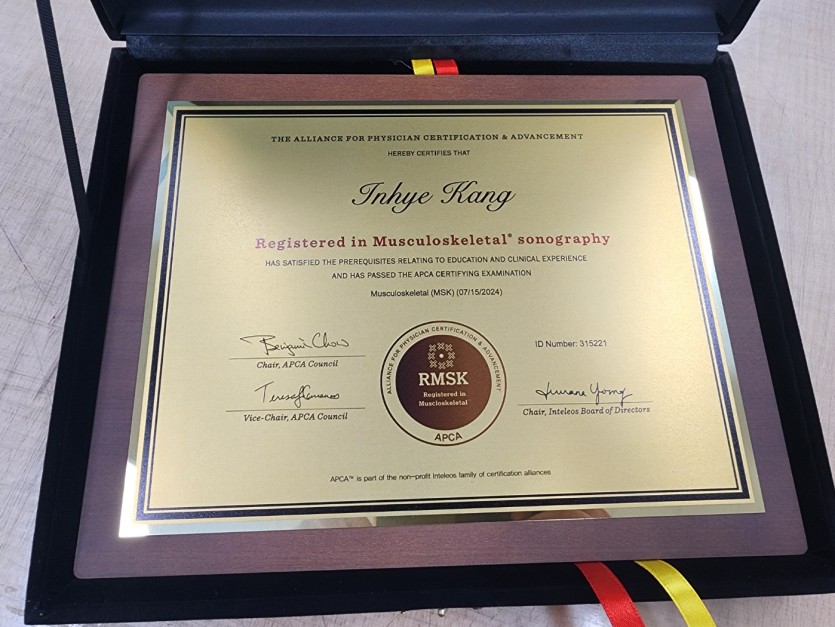 THE ALLIANCE FOR PHYSICIAN CERTIFICATION & ADVANCEMENT
HEREBY CERTIFIES THAT
Inhye Kang
Registered in Musculoskeletal® sonography
HAS SATISFIED THE PREREQUISITES RELATING TO EDUCATION AND CLINICAL EXPERIENCE
AND HAS PASSED THE APCA CERTIFYING EXAMINATION
Musculoskeletal (MSK) (07/15/2024)
Benjamin Chow
Chair, APCA Council
Vice-Chair, APCA Council
ALLIANCE FOR PHYSICIAN CERTIFICATION & ADVANCEMENT
RMSK
Registered in
Muscloskeletal
APCA
ID Number: 315221
Chair, Inteleos Board of Directors
APCA™ is part of the non-profit Inteleos family of certification alliances